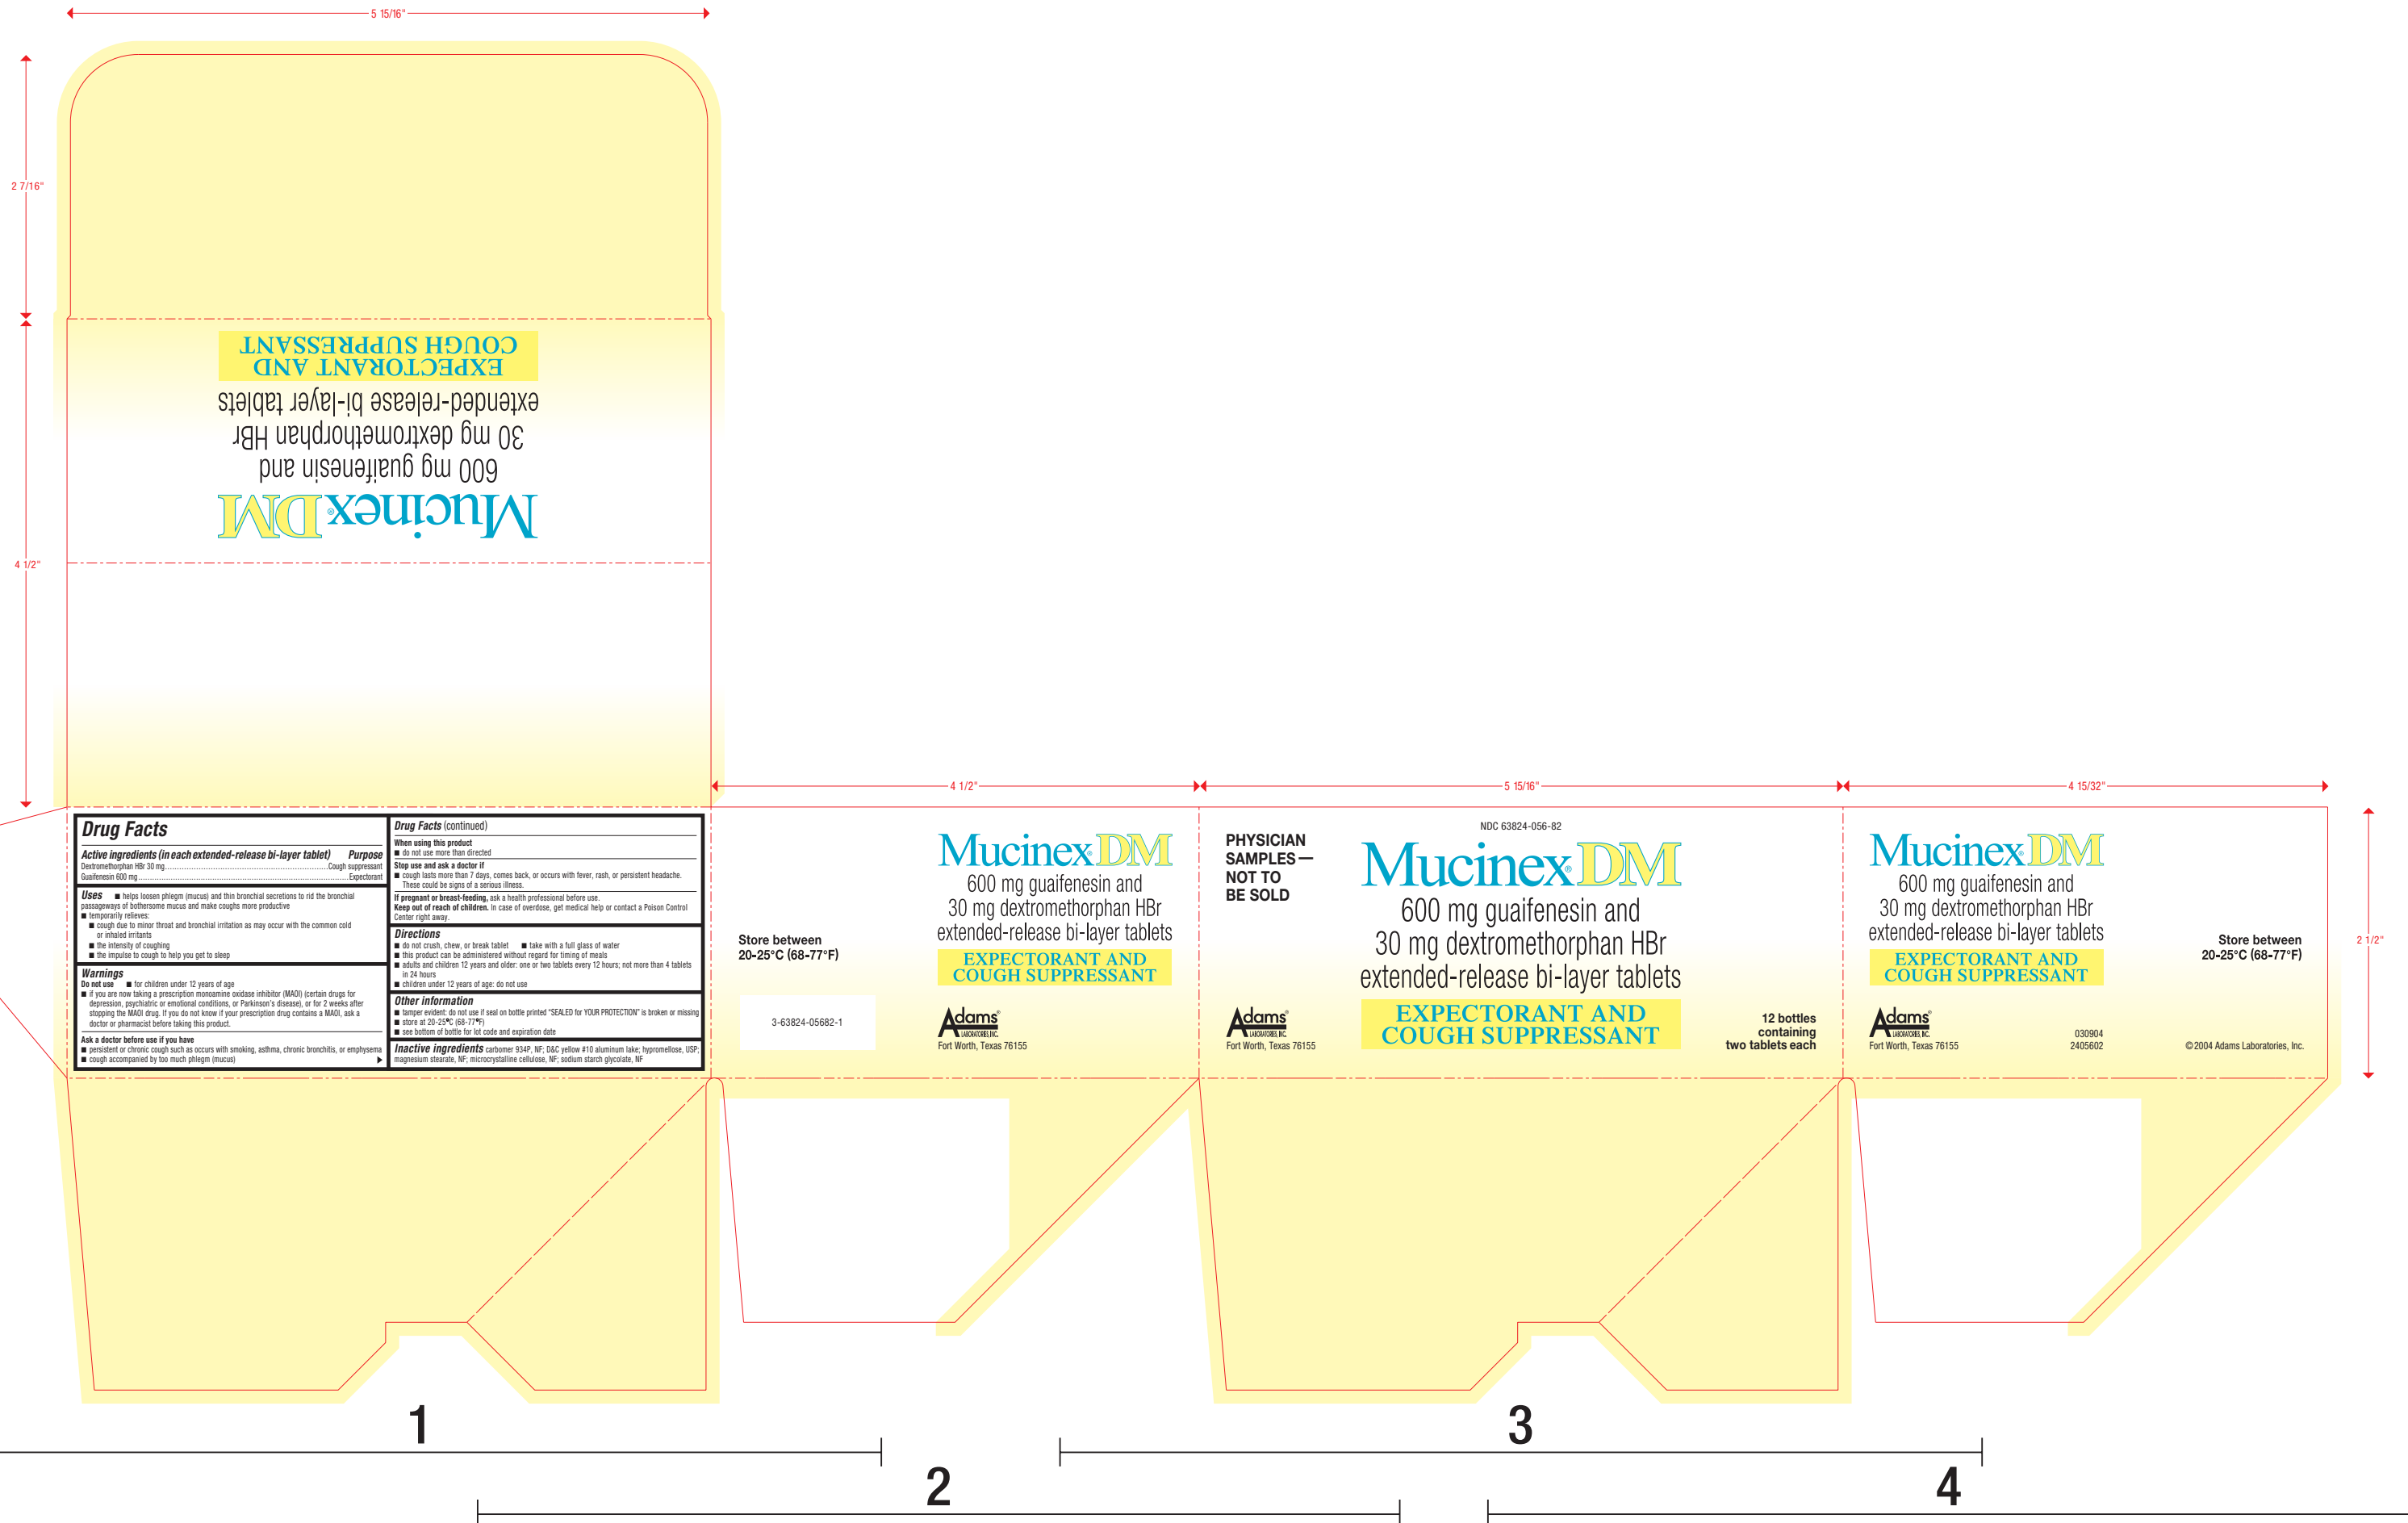 5 15/16"
2 7/16"
4 1/2"
Mucinex® DM
600 mg guaifenesin and
30 mg dextromethorphan HBr
extended-release bi-layer tablets
EXPECTORANT AND
COUGH SUPPRESSANT
4 1/2"
5 15/16"
4 15/32"
2 1/2"
Drug Facts
Active ingredients (in each extended-release bi-layer tablet) Purpose
Dextromethorphan HBr 30 mg Cough suppressant
Guaifenesin 600 mg Expectorant
Uses ■ helps loosen phlegm (mucus) and thin bronchial secretions to rid the bronchial
passageways of bothersome mucus and make coughs more productive
■ temporarily relieves:
■ cough due to minor throat and bronchial irritation as may occur with the common cold
or inhaled irritants
■ the intensity of coughing
■ the impulse to cough to help you get to sleep
Warnings
Do not use ■ for children under 12 years of age
■ if you are now taking a prescription monoamine oxidase inhibitor (MAOI) (certain drugs for
depression, psychiatric or emotional conditions, or Parkinson's disease), or for 2 weeks after
stopping the MAOI drug. If you do not know if your prescription drug contains a MAOI, ask a
doctor or pharmacist before taking this product.
Ask a doctor before use if you have
■ persistent or chronic cough such as occurs with smoking, asthma, chronic bronchitis, or emphysema
■ cough accompanied by too much phlegm (mucus)
Drug Facts (continued)
When using this product
■ do not use more than directed
Stop use and ask a doctor if
■ cough lasts more than 7 days, comes back, or occurs with fever, rash, or persistent headache.
These could be signs of a serious illness.
If pregnant or breast-feeding, ask a health professional before use.
Keep out of reach of children. In case of overdose, get medical help or contact a Poison Control
Center right away.
Directions
■ do not crush, chew, or break tablet ■ take with a full glass of water
■ this product can be administered without regard for timing of meals
■ adults and children 12 years and older: one or two tablets every 12 hours; not more than 4 tablets
in 24 hours
■ children under 12 years of age: do not use
Other information
■ tamper evident: do not use if seal on bottle printed "SEALED for YOUR PROTECTION" is broken or missing
■ store at 20-25°C (68-77°F)
■ see bottom of bottle for lot code and expiration date
Inactive ingredients carbomer 934P, NF; D&C yellow #10 aluminum lake; hypromellose, USP;
magnesium stearate, NF; microcrystalline cellulose, NF; sodium starch glycolate, NF
Store between
20-25°C (68-77°F)
3-63824-05682-1
Mucinex® DM
600 mg guaifenesin and
30 mg dextromethorphan HBr
extended-release bi-layer tablets
EXPECTORANT AND
COUGH SUPPRESSANT
Adams®
LABORATORIES, INC.
Fort Worth, Texas 76155
PHYSICIAN
SAMPLES—
NOT TO
BE SOLD
Adams®
LABORATORIES, INC.
Fort Worth, Texas 76155
NDC 63824-056-82
Mucinex® DM
600 mg guaifenesin and
30 mg dextromethorphan HBr
extended-release bi-layer tablets
EXPECTORANT AND
COUGH SUPPRESSANT
12 bottles
containing
two tablets each
Mucinex® DM
600 mg guaifenesin and
30 mg dextromethorphan HBr
extended-release bi-layer tablets
EXPECTORANT AND
COUGH SUPPRESSANT
Adams®
LABORATORIES, INC.
Fort Worth, Texas 76155
030904
2405602
Store between
20-25°C (68-77°F)
©2004 Adams Laboratories, Inc.
1
2
3
4